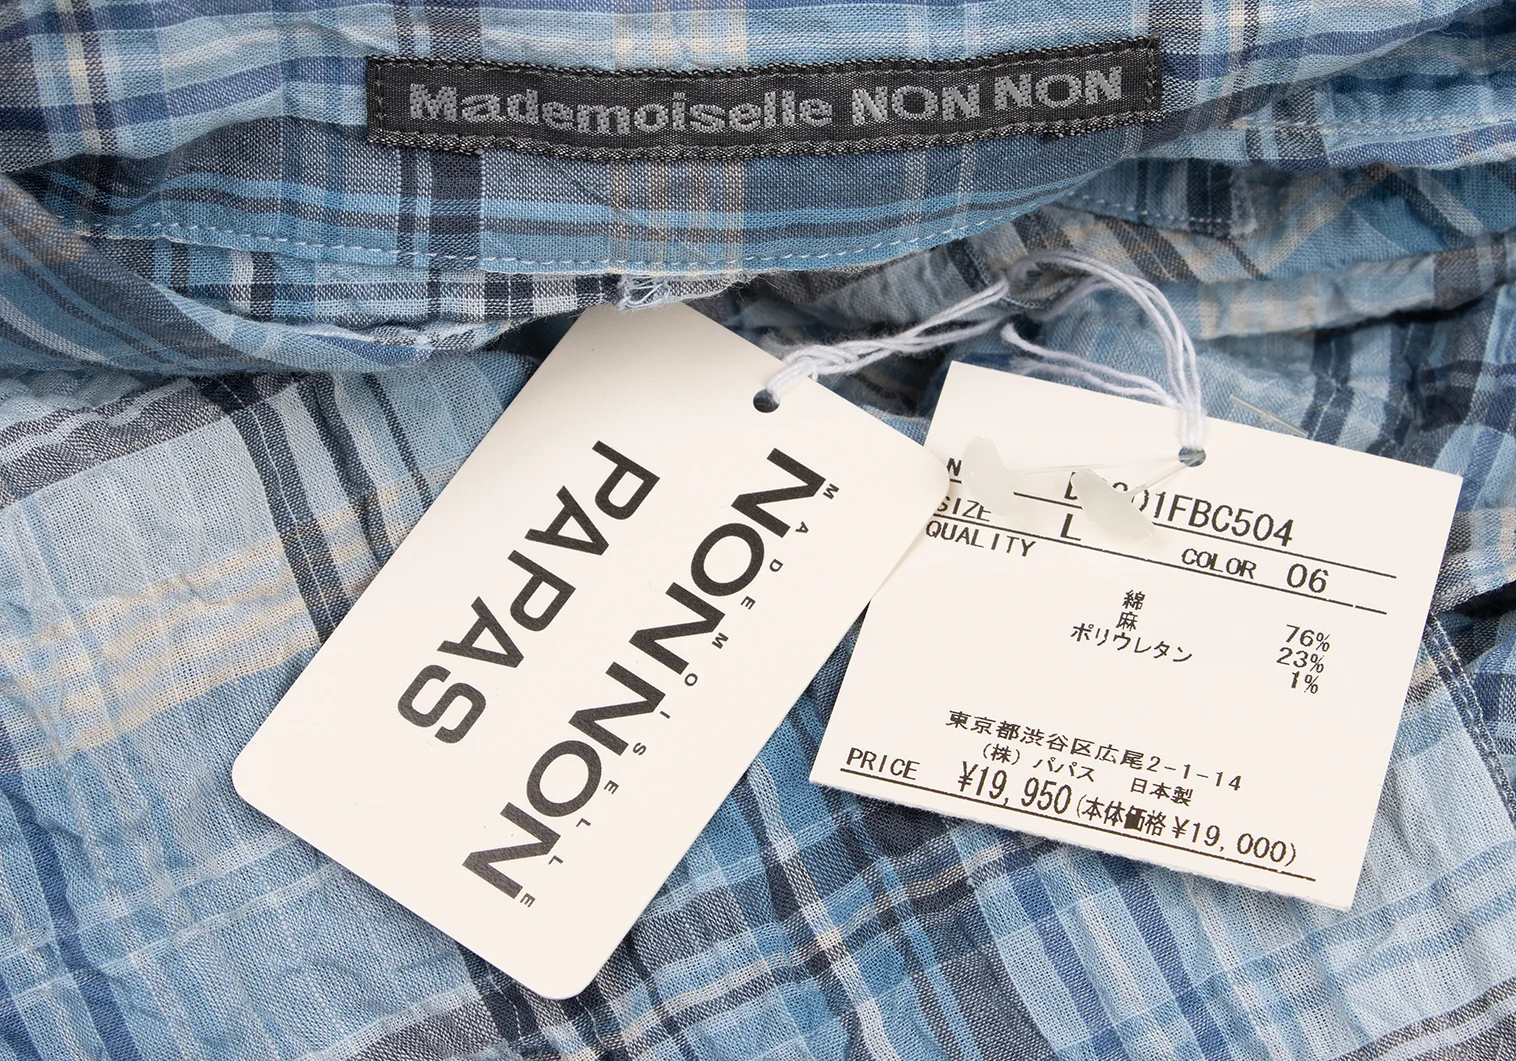 Mademoiselle NON NON
MADEMOISELLE
NONNON
PAPAS
SIZE L COLOR 06
QUALITY
綿 76%
麻 23%
ポリウレタン 1%
東京都渋谷区広尾2-1-14
(株) パパス 日本製
PRICE ¥19,950(本体価格¥19,000)